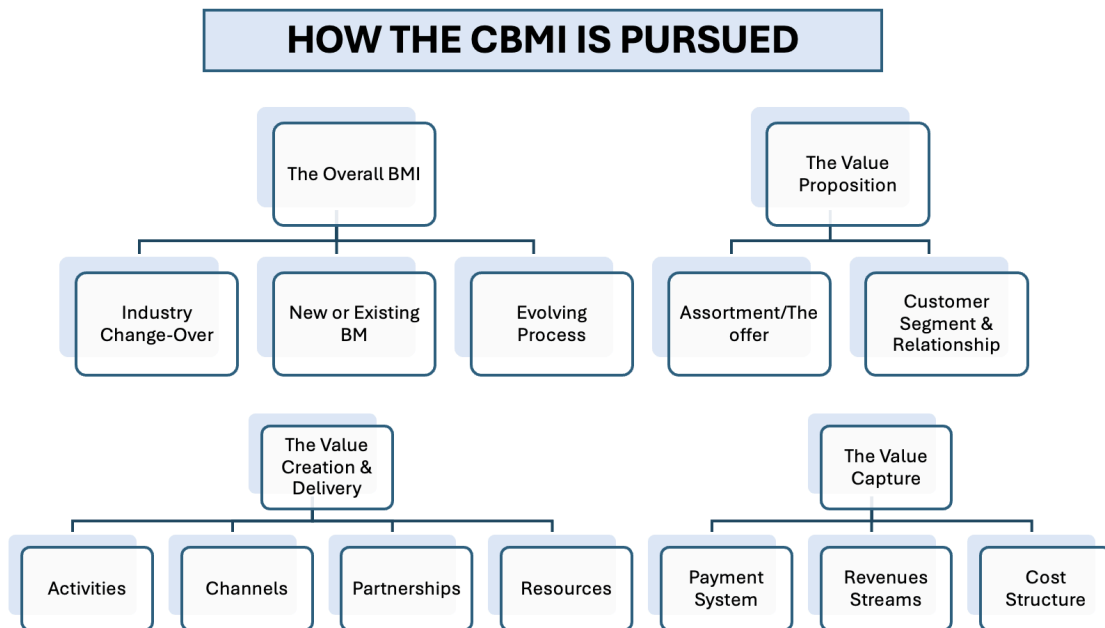 HOW THE CBMI IS PURSUED
The Overall BMI
The Value
Proposition
Industry
Change-Over
New or Existing
BM
Evolving
Process
Assortment/The
offer
Customer
Segment &
Relationship
The Value
Creation &
Delivery
The Value
Capture
Activities
Channels
Partnerships
Resources
Payment
System
Revenues
Streams
Cost
Structure